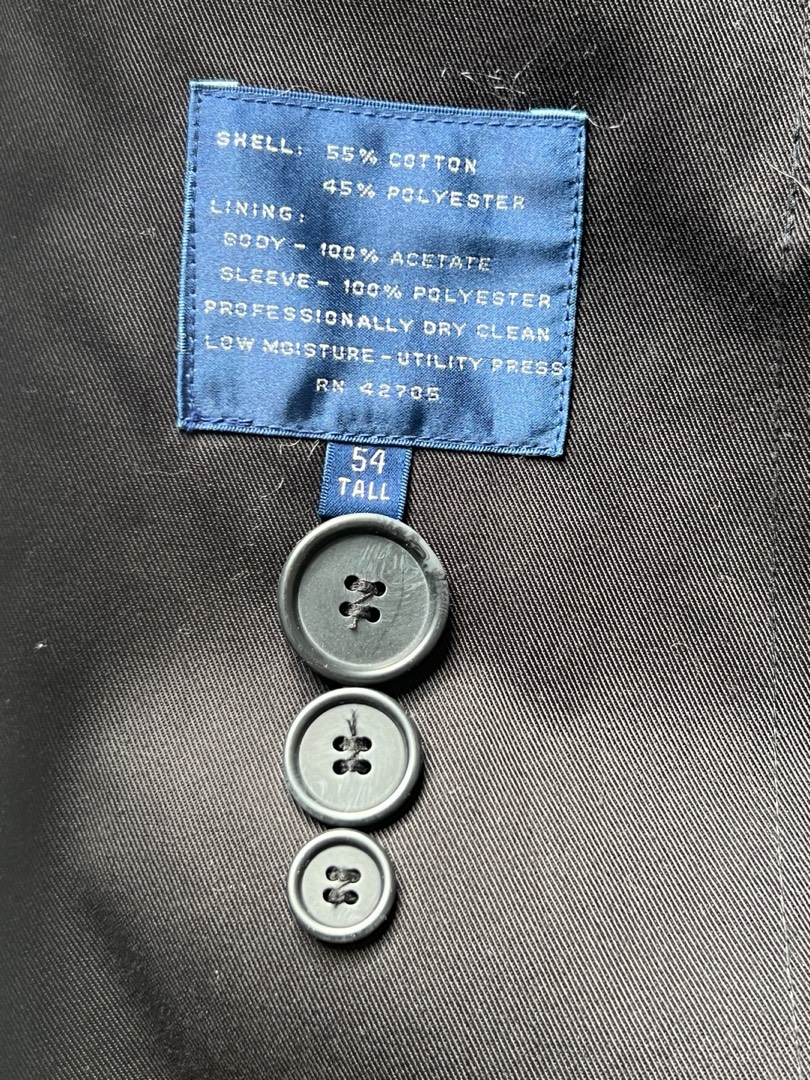 SHELL: 55% COTTON
45% POLYESTER
LINING:
BODY - 100% ACETATE
SLEEVE - 100% POLYESTER
PROFESSIONALLY DRY CLEAN
LOW MOISTURE - UTILITY PRESS
RN 42705
54
TALL